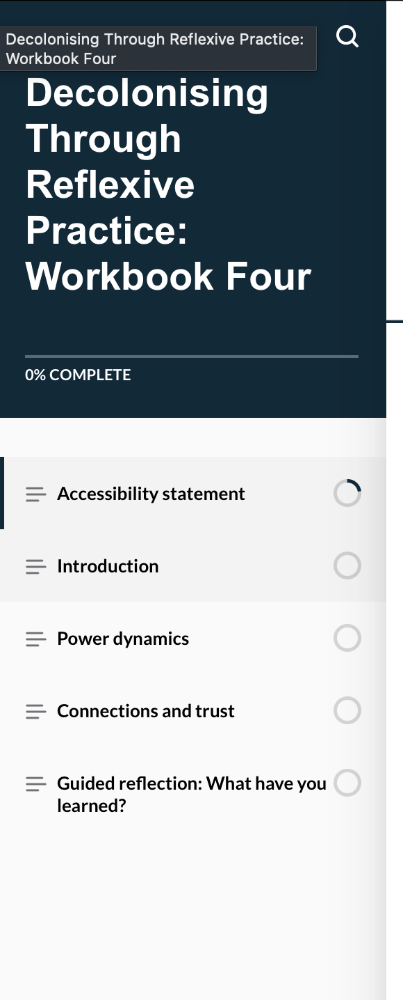 Decolonising Through Reflexive Practice:
Workbook Four
Decolonising
Through
Reflexive
Practice:
Workbook Four
0% COMPLETE
Accessibility statement
Introduction
Power dynamics
Connections and trust
Guided reflection: What have you
learned?